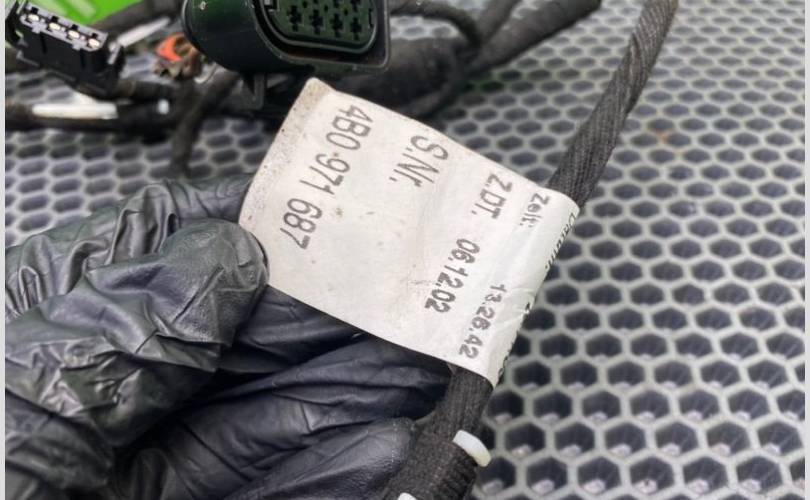 4B0 971 687
S.Nr.
Z.DT. 06.12.02
Zeit: 13.26.42